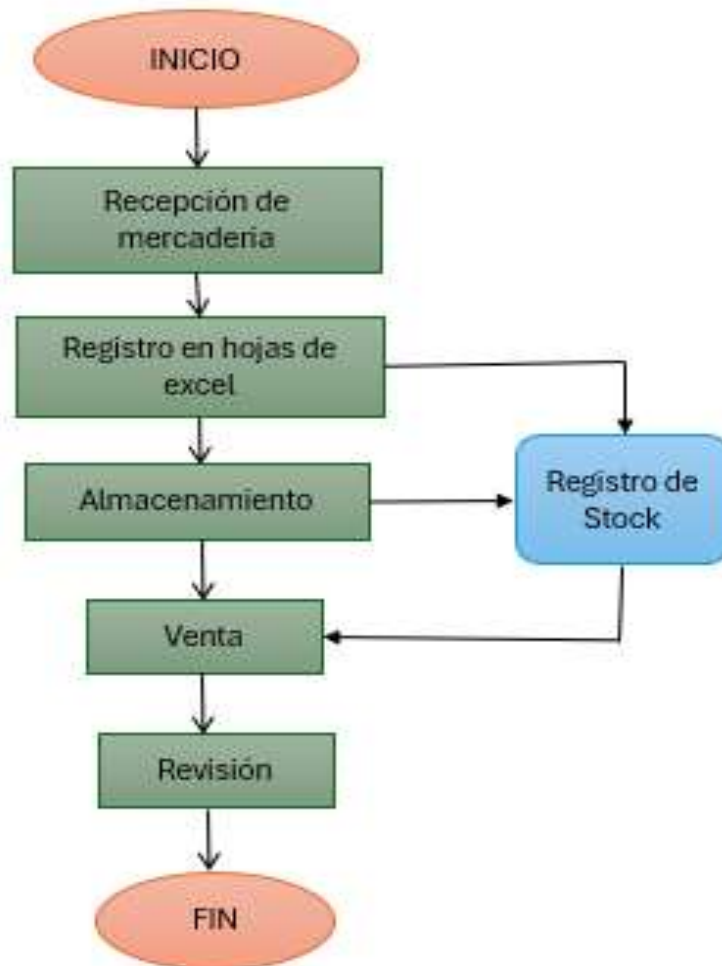 INICIO
Recepción de
mercaderia
Registro en hojas de
excel
Almacenamiento
Registro de
Stock
Venta
Revisión
FIN